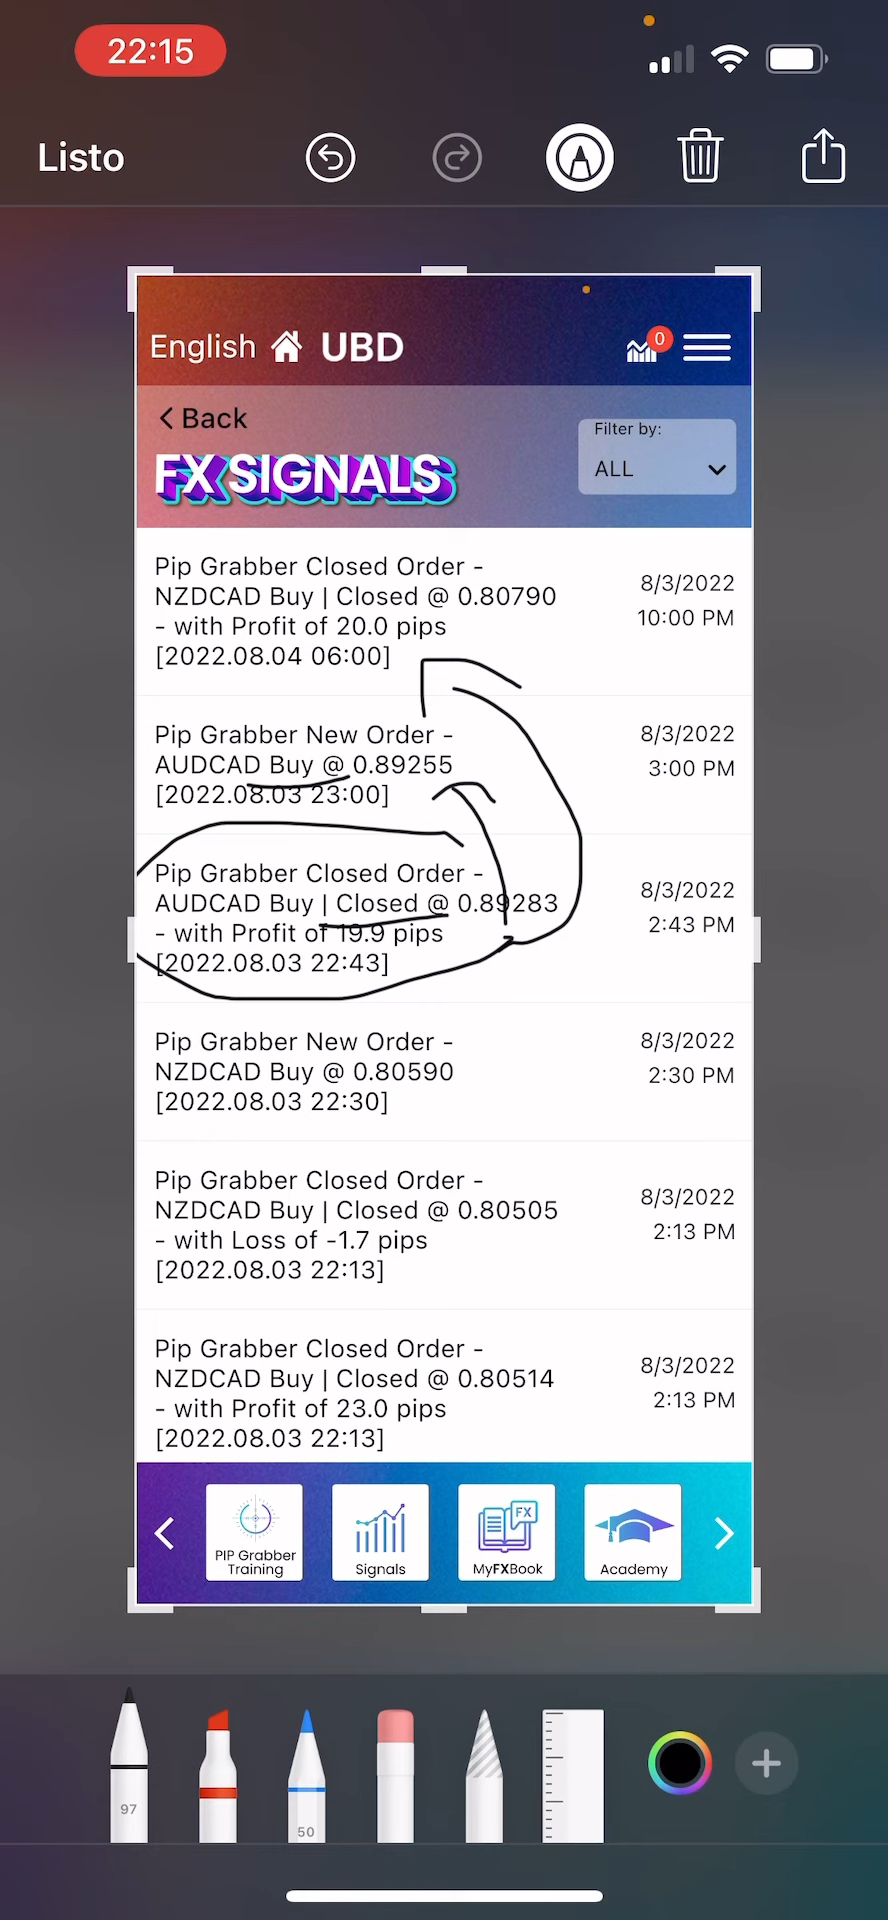 22:15
Listo
English UBD 0
Back
Filter by:
ALL
FX SIGNALS
Pip Grabber Closed Order -
NZDCAD Buy | Closed @ 0.80790
- with Profit of 20.0 pips
[2022.08.04 06:00]
8/3/2022
10:00 PM
Pip Grabber New Order -
AUDCAD Buy @ 0.89255
[2022.08.03 23:00]
8/3/2022
3:00 PM
Pip Grabber Closed Order -
AUDCAD Buy | Closed @ 0.89283
- with Profit of 19.9 pips
[2022.08.03 22:43]
8/3/2022
2:43 PM
Pip Grabber New Order -
NZDCAD Buy @ 0.80590
[2022.08.03 22:30]
8/3/2022
2:30 PM
Pip Grabber Closed Order -
NZDCAD Buy | Closed @ 0.80505
- with Loss of -1.7 pips
[2022.08.03 22:13]
8/3/2022
2:13 PM
Pip Grabber Closed Order -
NZDCAD Buy | Closed @ 0.80514
- with Profit of 23.0 pips
[2022.08.03 22:13]
8/3/2022
2:13 PM
PIP Grabber
Training
Signals
FX
MyFXBook
Academy
97
50